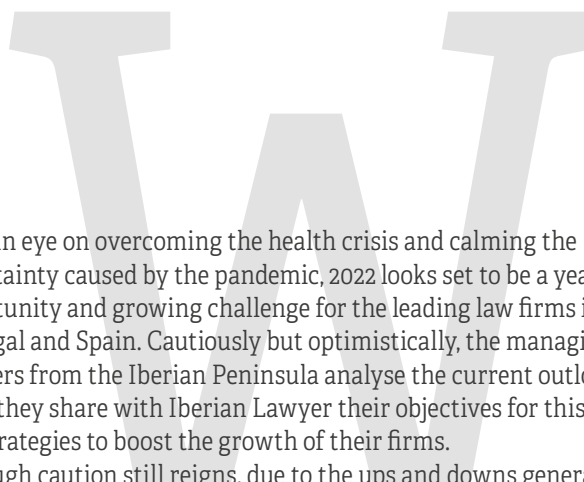 W
n eye on overcoming the health crisis and calming the
tainty caused by the pandemic, 2022 looks set to be a yea
tunity and growing challenge for the leading law firms i
gal and Spain. Cautiously but optimistically, the managi
ers from the Iberian Peninsula analyse the current outlo
they share with Iberian Lawyer their objectives for this
rategies to boost the growth of their firms.
ugh caution still reigns, due to the ups and downs genera